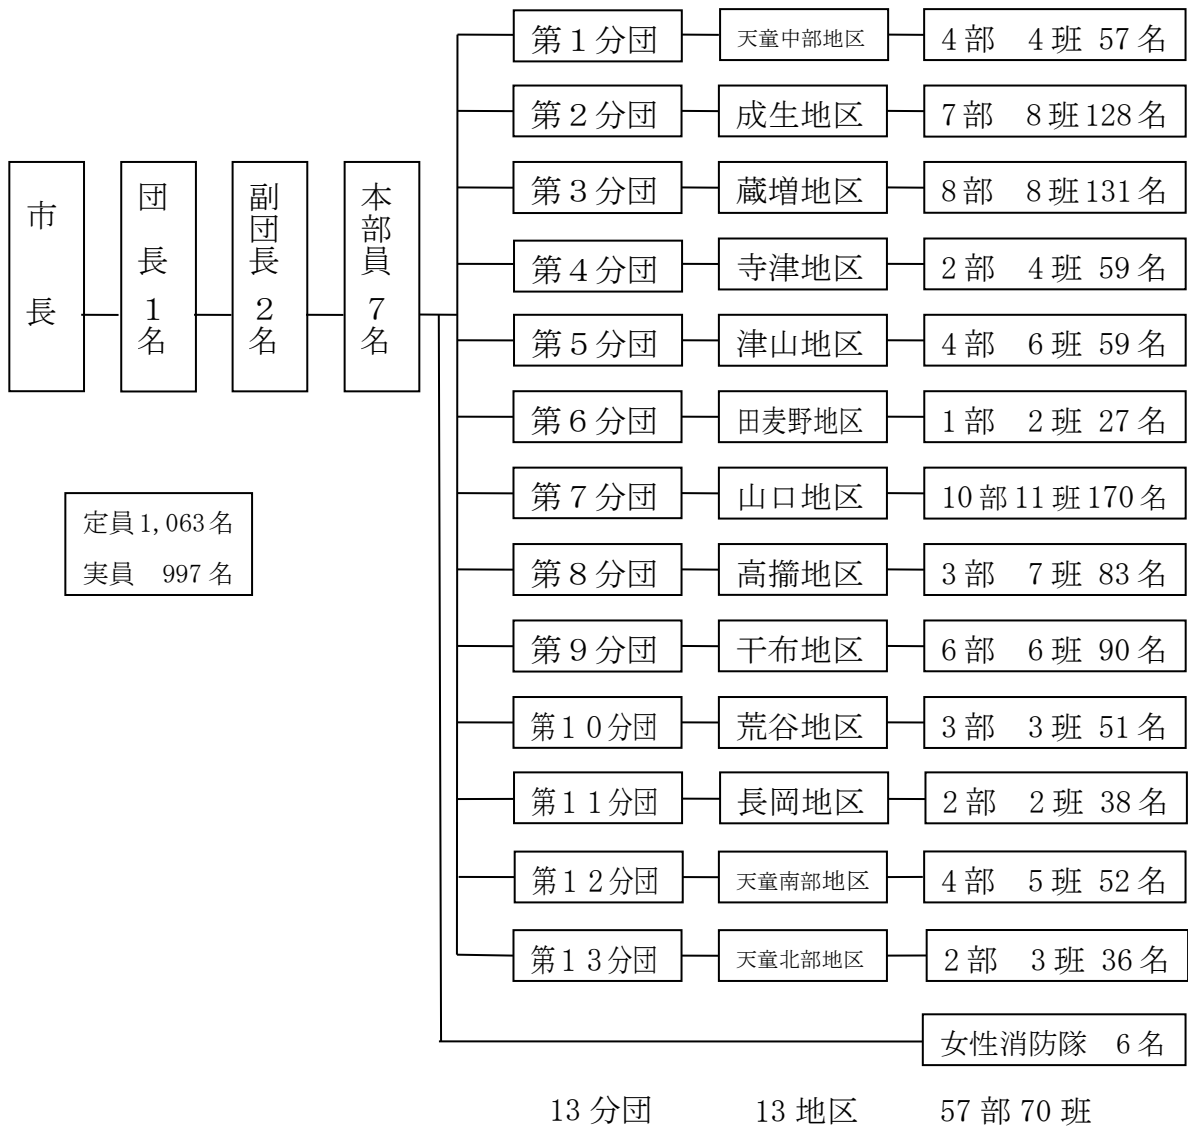 市長
団長1名
副団長2名
本部員7名
定員1,063名
実員 997名
第1分団 天童中部地区 4部 4班 57名
第2分団 成生地区 7部 8班128名
第3分団 蔵増地区 8部 8班131名
第4分団 寺津地区 2部 4班 59名
第5分団 津山地区 4部 6班 59名
第6分団 田麦野地区 1部 2班 27名
第7分団 山口地区 10部11班170名
第8分団 高擶地区 3部 7班 83名
第9分団 干布地区 6部 6班 90名
第10分団 荒谷地区 3部 3班 51名
第11分団 長岡地区 2部 2班 38名
第12分団 天童南部地区 4部 5班 52名
第13分団 天童北部地区 2部 3班 36名
女性消防隊 6名
13分団 13地区 57部70班